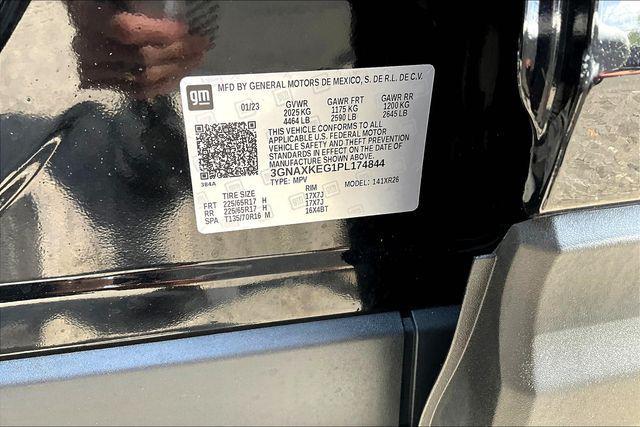 gm
MFD BY GENERAL MOTORS DE MEXICO, S. DE R.L. DE C.V.
01/23 GVWR GAWR FRT GAWR RR
2025 KG 1175 KG 1200 KG
4464 LB 2590 LB 2645 LB
THIS VEHICLE CONFORMS TO ALL
APPLICABLE U.S. FEDERAL MOTOR
VEHICLE SAFETY AND THEFT PREVENTION
STANDARDS IN EFFECT ON THE DATE OF
MANUFACTURE SHOWN ABOVE.
3GNAXKEG1PL174844
384A TYPE: MPV MODEL: 141XR26
TIRE SIZE RIM
FRT 225/65R17 H 17X7J
RR 225/65R17 H 17X7J
SPA T135/70R16 M 16X4BT